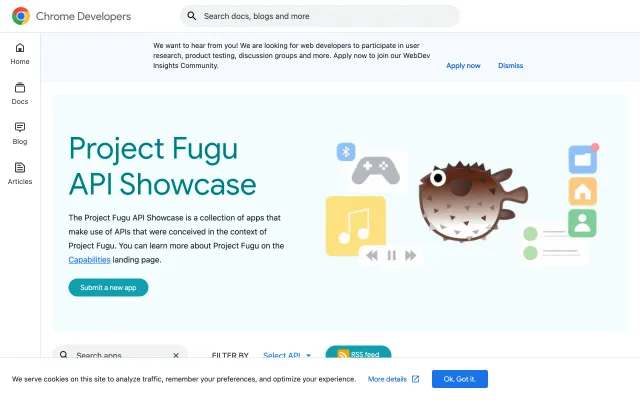 Chrome Developers
Search docs, blogs and more
Home
Docs
Blog
Articles
We want to hear from you! We are looking for web developers to participate in user
research, product testing, discussion groups and more. Apply now to join our WebDev
Insights Community.
Apply now
Dismiss
Project Fugu
API Showcase
The Project Fugu API Showcase is a collection of apps that
make use of APIs that were conceived in the context of
Project Fugu. You can learn more about Project Fugu on the
Capabilities landing page.
Submit a new app
Search apps
FILTER BY
Select API
RSS feed
We serve cookies on this site to analyze traffic, remember your preferences, and optimize your experience.
More details
Ok. Got it.